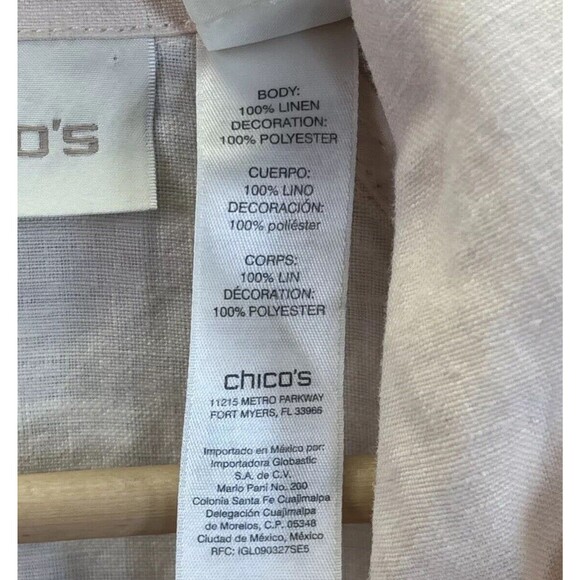 O'S
BODY:
100% LINEN
DECORATION:
100% POLYESTER
CUERPO:
100% LINO
DECORACIÓN:
100% poliéster
CORPS:
100% LIN
DÉCORATION:
100% POLYESTER
chico's
11215 METRO PARKWAY
FORT MYERS, FL 33966
Importado en México por:
Importadora Globastic
S.A. de C.V.
Mario Pani No. 200
Colonia Santa Fe Cuajimalpa
Delegación Cuajimalpa
de Morelos, C.P. 05348
Ciudad de México, México
RFC: IGL090327SE5